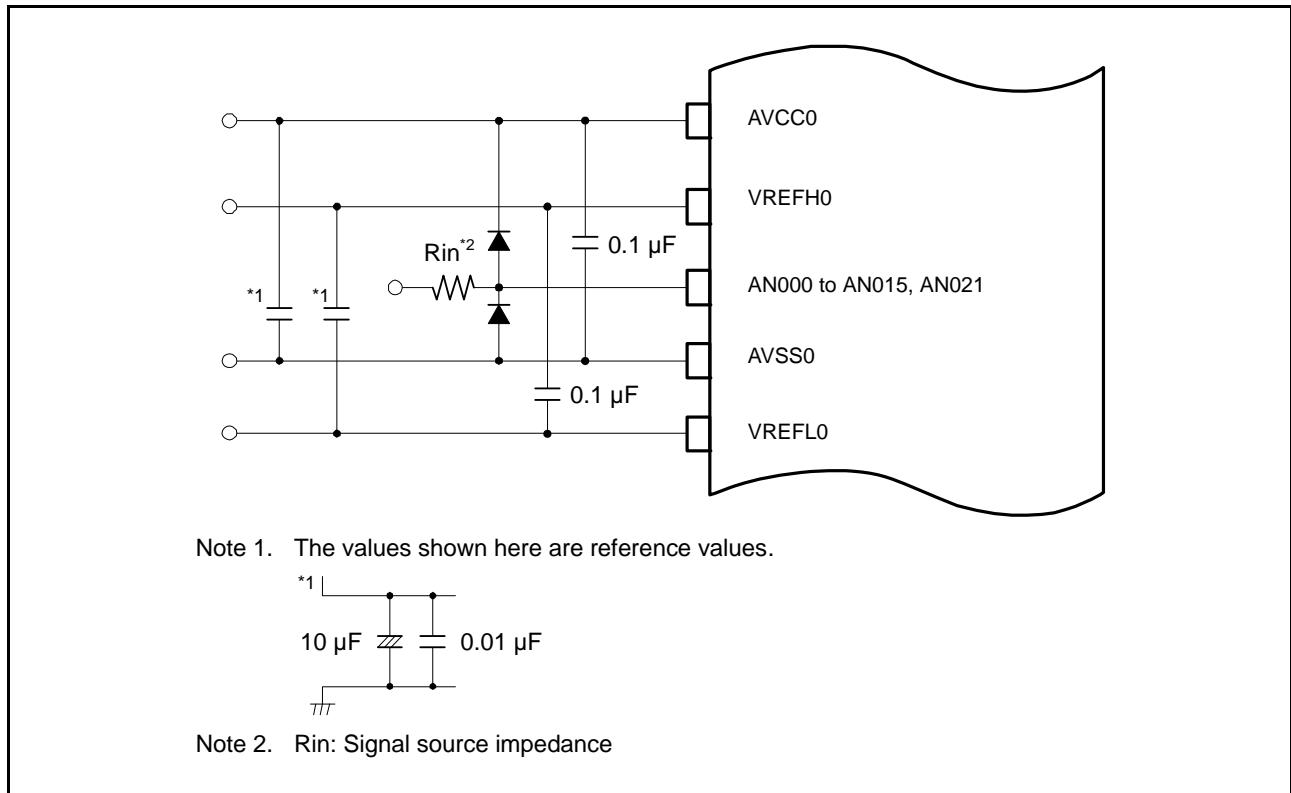 AVCC0
VREFH0
Rin*2
0.1 µF
AN000 to AN015, AN021
*1
*1
AVSS0
0.1 µF
VREFL0
Note 1. The values shown here are reference values.
*1
10 µF
0.01 µF
Note 2. Rin: Signal source impedance